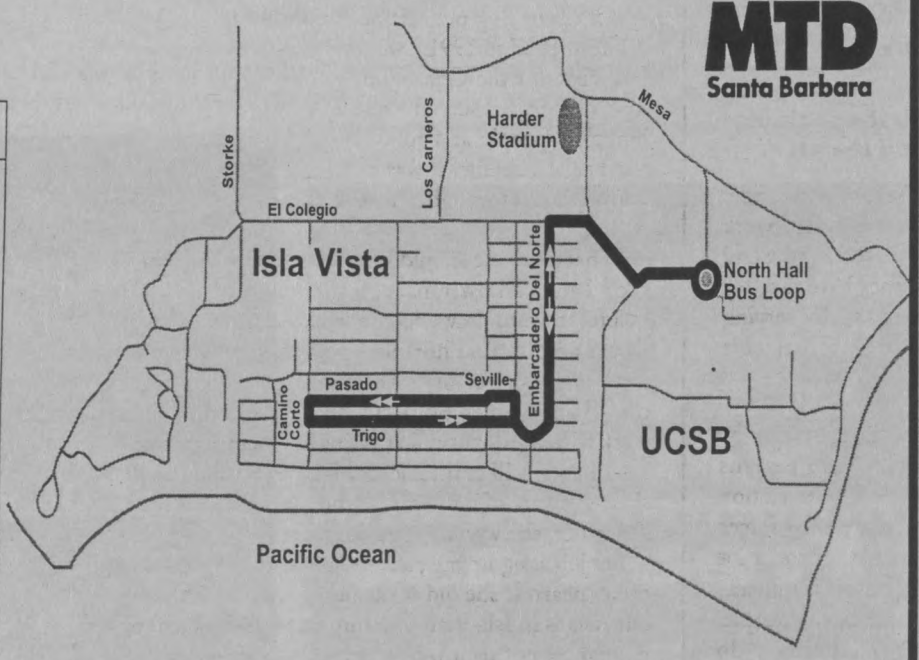 MTD
Santa Barbara
Mesa
Harder
Stadium
Storke
Los Carneros
El Colegio
Isla Vista
Embarcadero Del Norte
North Hall
Bus Loop
Pasado
Seville
Camino
Corto
Trigo
UCSB
Pacific Ocean